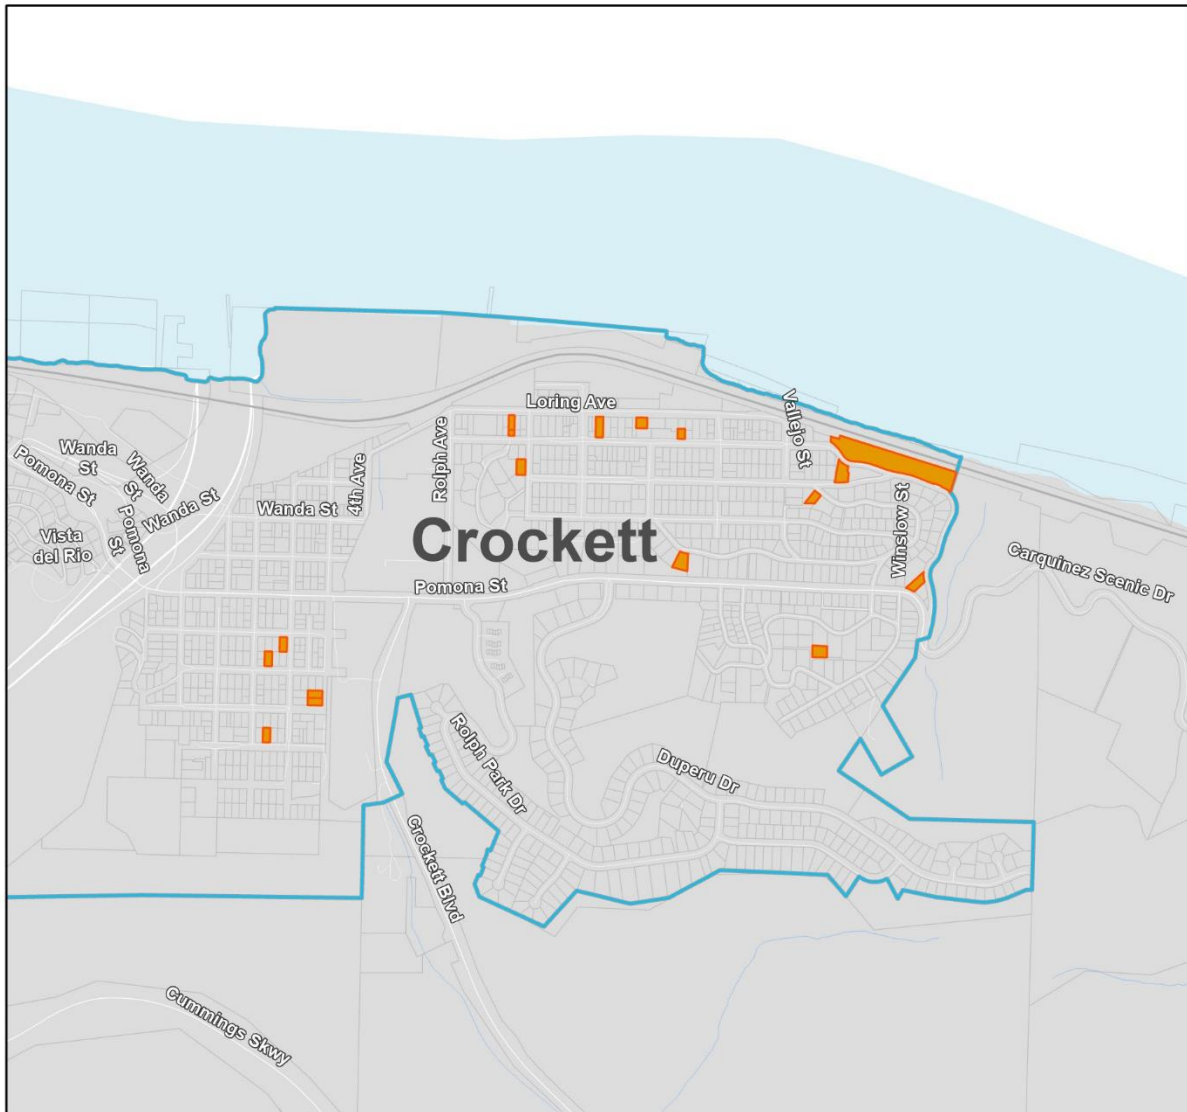 Loring Ave
Vallejo St
Rolph Ave
4th Ave
Wanda
St
Wanda
St
Pomona St
Wanda St
Wanda St
Pomona
St
Vista
del Rio
Crockett
Winslow St
Carquinez Scenic Dr
Pomona St
Rolph Park Dr
Duperu Dr
Crockett Blvd
Cummings Skwy